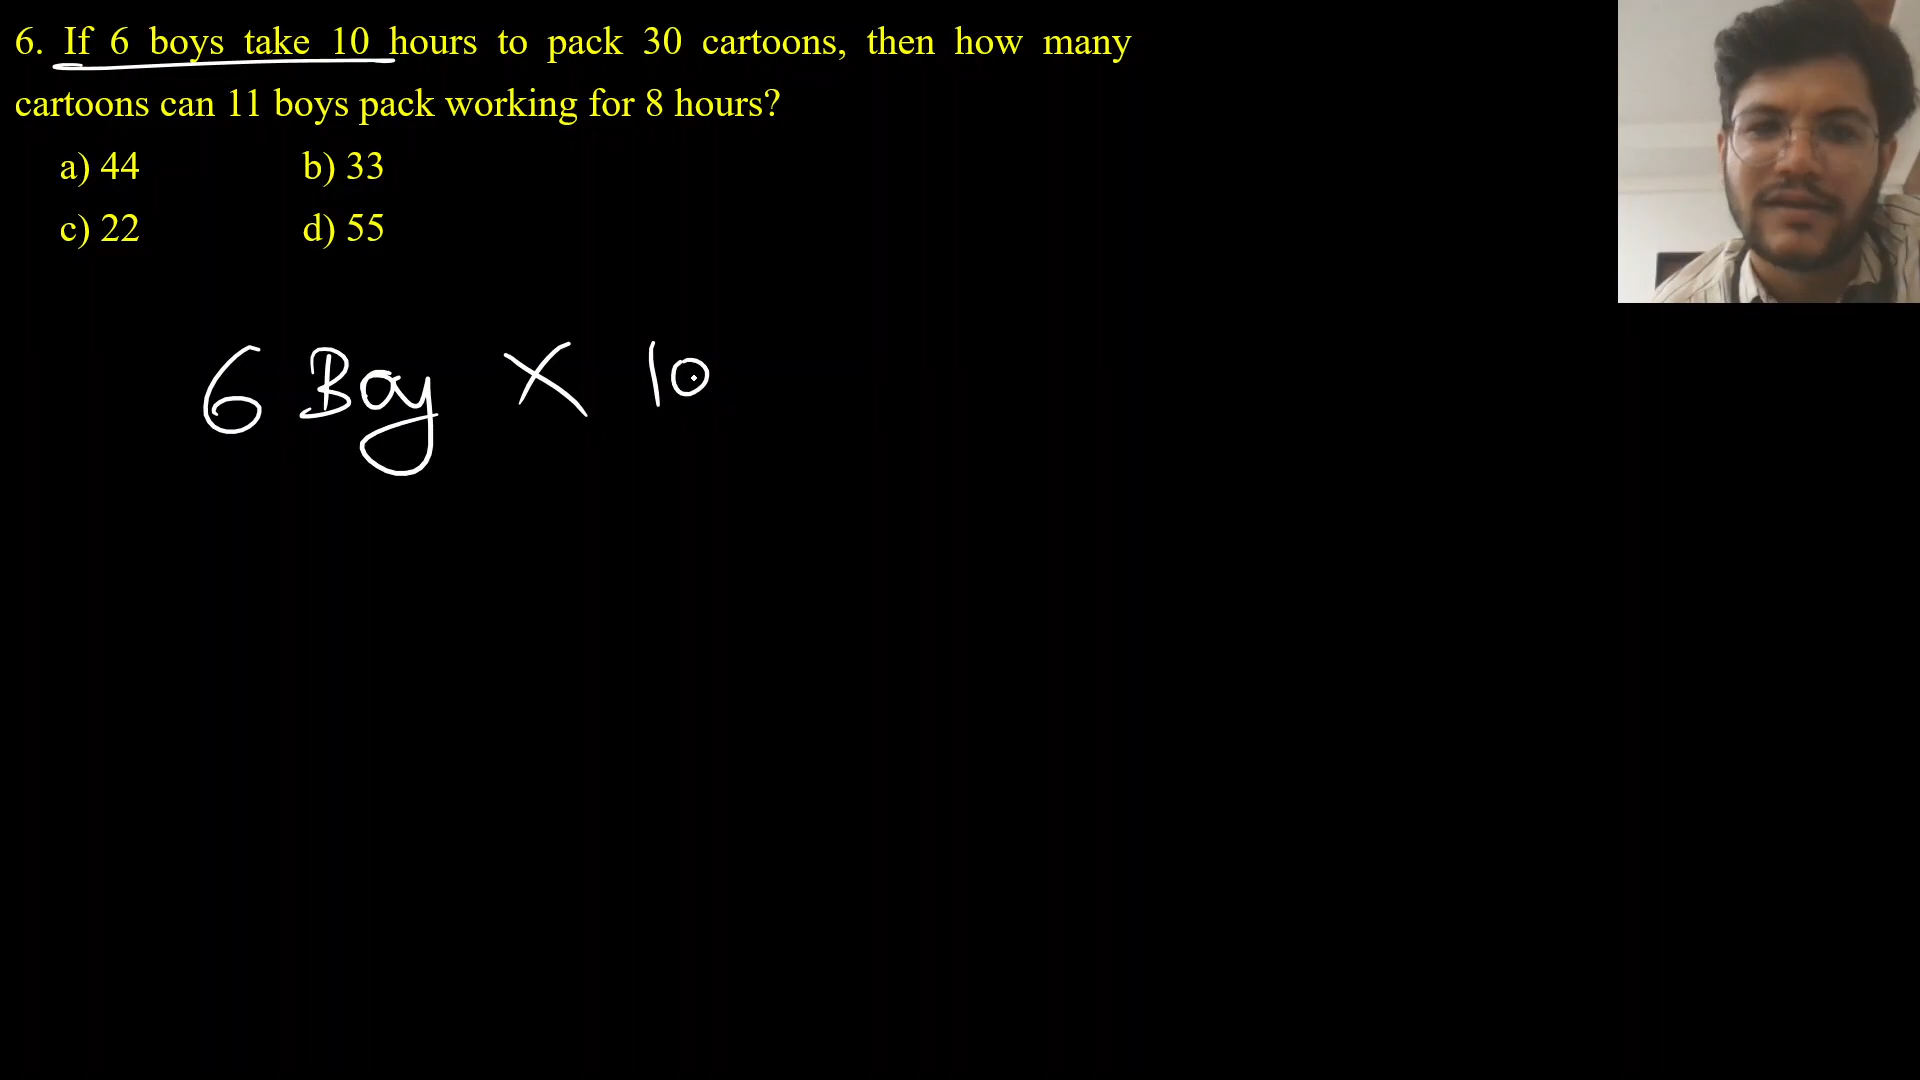 6. If 6 boys take 10 hours to pack 30 cartoons, then how many
cartoons can 11 boys pack working for 8 hours?
a) 44 b) 33
c) 22 d) 55
6 Boy X 10